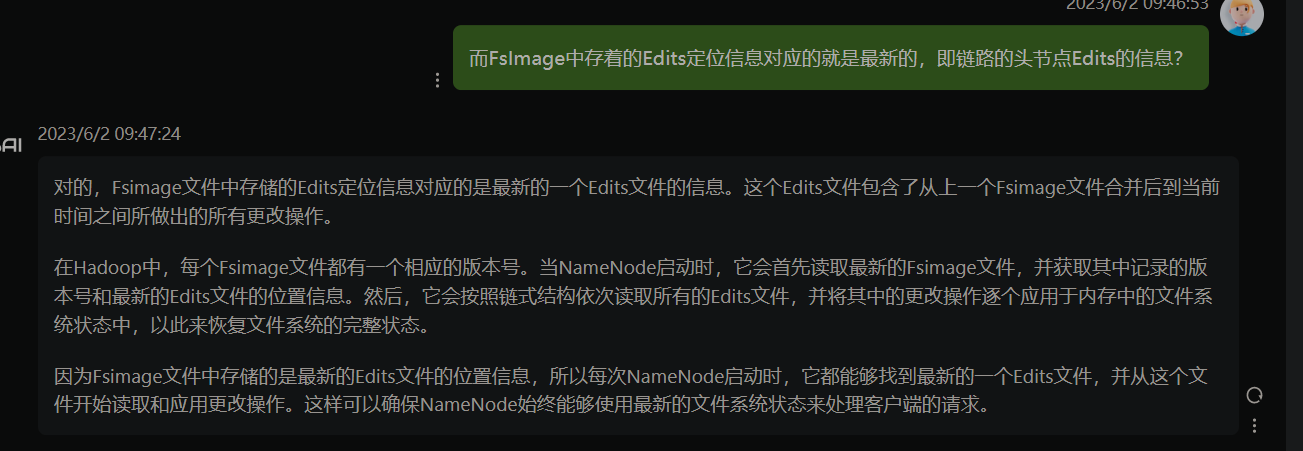 2023/6/2 09:46:53
而FsImage中存着的Edits定位信息对应的就是最新的，即链路的头节点Edits的信息？
2023/6/2 09:47:24
AI
对的，Fsimage文件中存储的Edits定位信息对应的是最新的一个Edits文件的信息。这个Edits文件包含了从上一个Fsimage文件合并后到当前
时间之间所做出的所有更改操作。
在Hadoop中，每个Fsimage文件都有一个相应的版本号。当NameNode启动时，它会首先读取最新的Fsimage文件，并获取其中记录的版
本号和最新的Edits文件的位置信息。然后，它会按照链式结构依次读取所有的Edits文件，并将其中的更改操作逐个应用于内存中的文件系
统状态中，以此来恢复文件系统的完整状态。
因为Fsimage文件中存储的是最新的Edits文件的位置信息，所以每次NameNode启动时，它都能够找到最新的一个Edits文件，并从这个文
件开始读取和应用更改操作。这样可以确保NameNode始终能够使用最新的文件系统状态来处理客户端的请求。